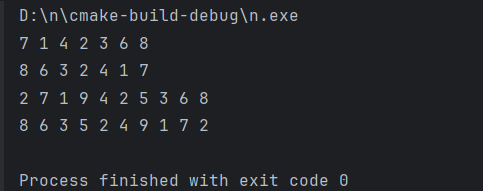 D:\n\cmake-build-debug\n.exe
7 1 4 2 3 6 8
8 6 3 2 4 1 7
2 7 1 9 4 2 5 3 6 8
8 6 3 5 2 4 9 1 7 2
Process finished with exit code 0